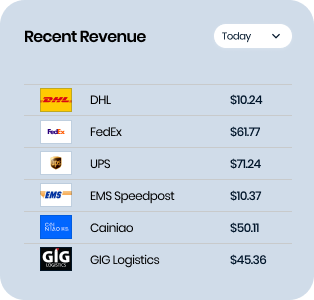 Recent Revenue
Today
DHL DHL $10.24
FedEx FedEx $61.77
ups UPS $71.24
EMS EMS Speedpost $10.37
CAI
NIAO Cainiao $50.11
GIG
LOGISTICS GIG Logistics $45.36